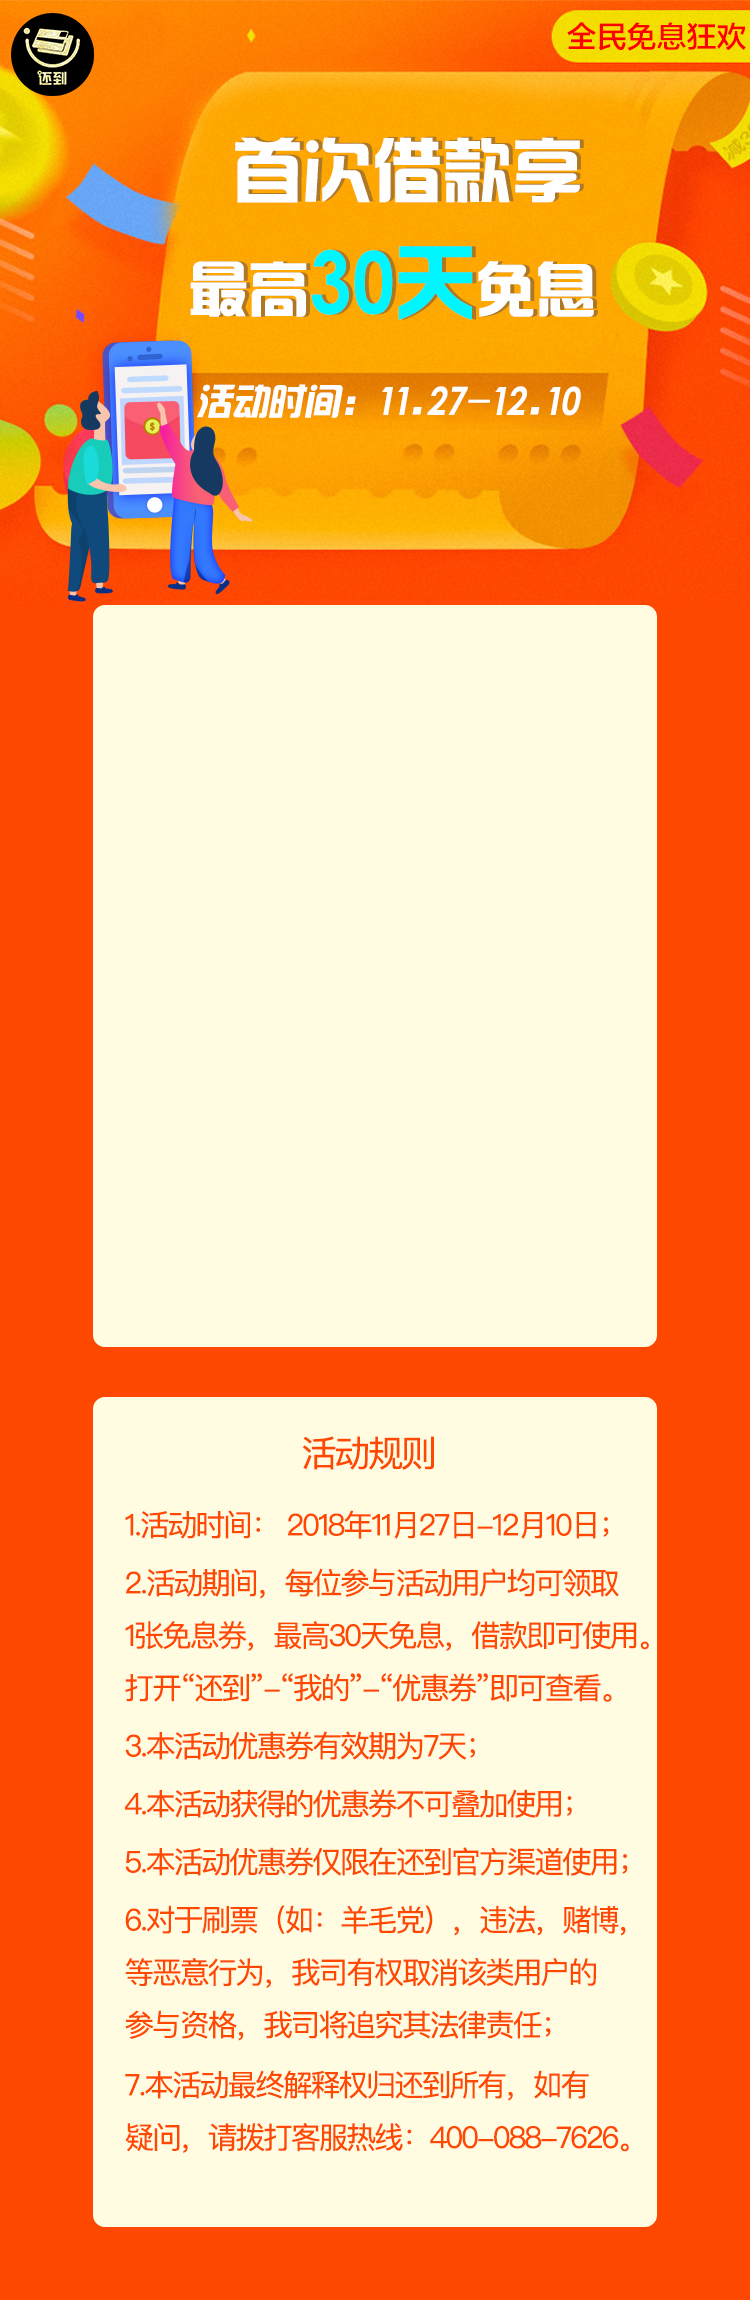 还到
全民免息狂欢
首次借款享
最高30天免息
活动时间：11.27-12.10
活动规则
1.活动时间： 2018年11月27日-12月10日；
2.活动期间，每位参与活动用户均可领取
1张免息券，最高30天免息，借款即可使用。
打开“还到”-“我的”-“优惠券”即可查看。
3.本活动优惠券有效期为7天；
4.本活动获得的优惠券不可叠加使用；
5.本活动优惠券仅限在还到官方渠道使用；
6.对于刷票（如：羊毛党），违法，赌博，
等恶意行为，我司有权取消该类用户的
参与资格，我司将追究其法律责任；
7.本活动最终解释权归还到所有，如有
疑问，请拨打客服热线：400-088-7626。